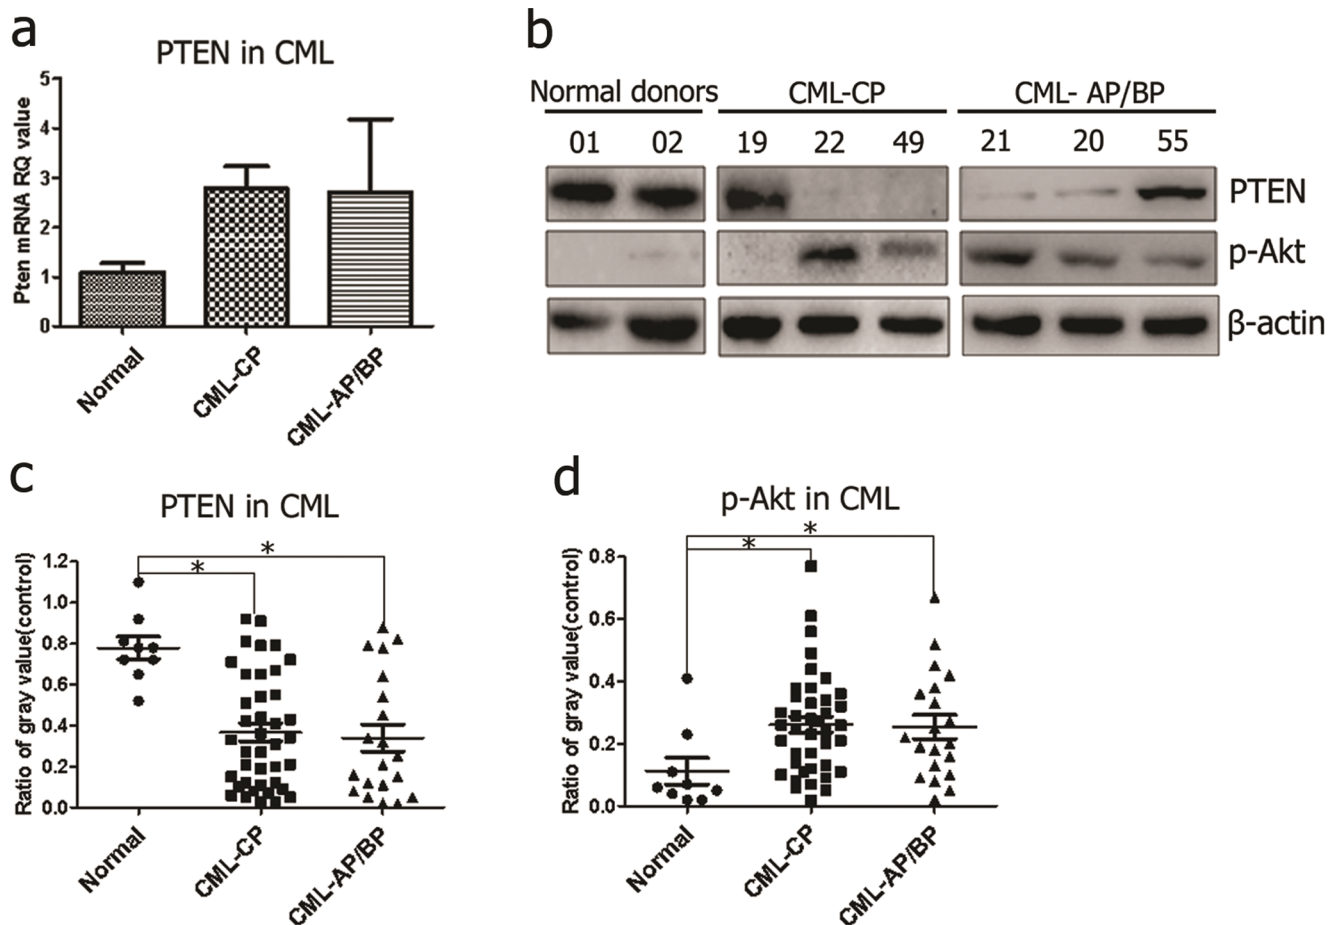 a
PTEN in CML
Pten mRNA RQ value
5
4
3
2
1
0
Normal
CML-CP
CML-AP/BP
b
Normal donors CML-CP CML- AP/BP
01 02 19 22 49 21 20 55
PTEN
p-Akt
β-actin
c
PTEN in CML
Ratio of gray value(control)
1.2
1.0
0.8
0.6
0.4
0.2
0.0
* *
Normal
CML-CP
CML-AP/BP
d
p-Akt in CML
Ratio of gray value(control)
0.8
0.6
0.4
0.2
0.0
* *
Normal
CML-CP
CML-AP/BP